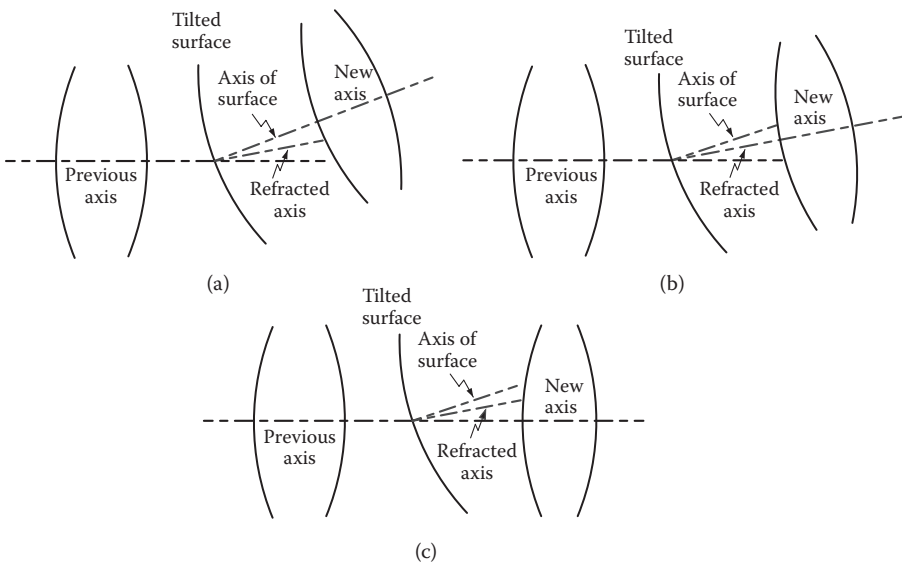 Tilted
surface
Axis of
surface
New
axis
Previous
axis
Refracted
axis
(a)
Tilted
surface
Axis of
surface
New
axis
Previous
axis
Refracted
axis
(b)
Tilted
surface
Axis of
surface
New
axis
Previous
axis
Refracted
axis
(c)